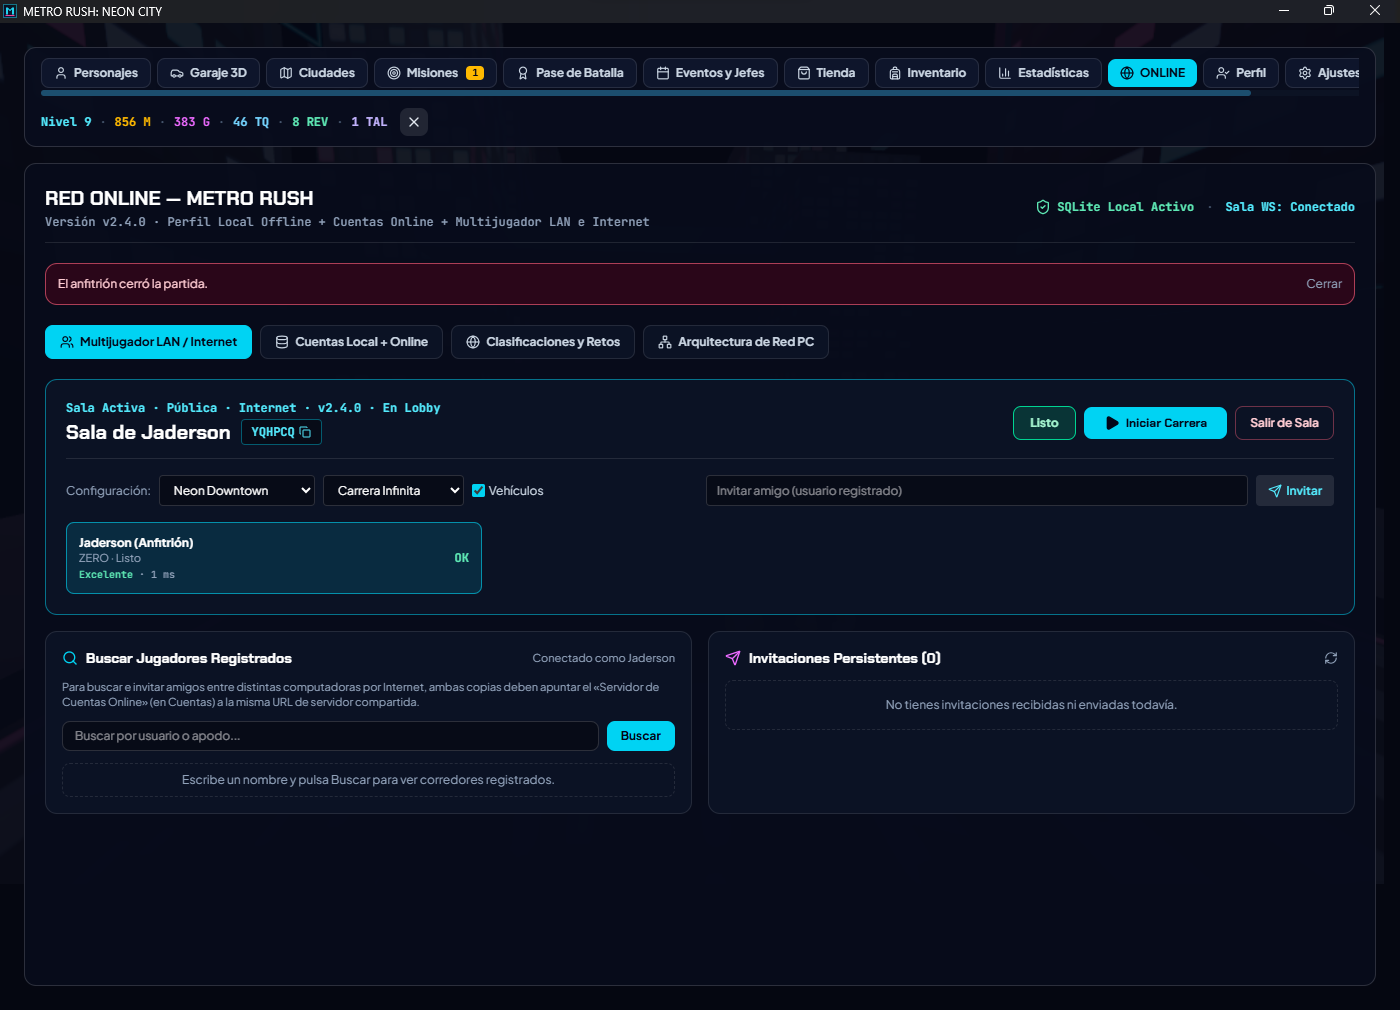 METRO RUSH: NEON CITY
Personajes Garaje 3D Ciudades Misiones 1 Pase de Batalla Eventos y Jefes Tienda Inventario Estadísticas ONLINE Perfil Ajustes
Nivel 9 · 856 M · 383 G · 46 TQ · 8 REV · 1 TAL
RED ONLINE — METRO RUSH
Versión v2.4.0 · Perfil Local Offline + Cuentas Online + Multijugador LAN e Internet
SQLite Local Activo · Sala WS: Conectado
El anfitrión cerró la partida. Cerrar
Multijugador LAN / Internet Cuentas Local + Online Clasificaciones y Retos Arquitectura de Red PC
Sala Activa · Pública · Internet · v2.4.0 · En Lobby
Sala de Jaderson YQHPCQ
Listo Iniciar Carrera Salir de Sala
Configuración: Neon Downtown Carrera Infinita Vehículos Invitar amigo (usuario registrado) Invitar
Jaderson (Anfitrión)
ZERO · Listo OK
Excelente · 1 ms
Buscar Jugadores Registrados Conectado como Jaderson
Para buscar e invitar amigos entre distintas computadoras por Internet, ambas copias deben apuntar el «Servidor de
Cuentas Online» (en Cuentas) a la misma URL de servidor compartida.
Buscar por usuario o apodo... Buscar
Escribe un nombre y pulsa Buscar para ver corredores registrados.
Invitaciones Persistentes (0)
No tienes invitaciones recibidas ni enviadas todavía.